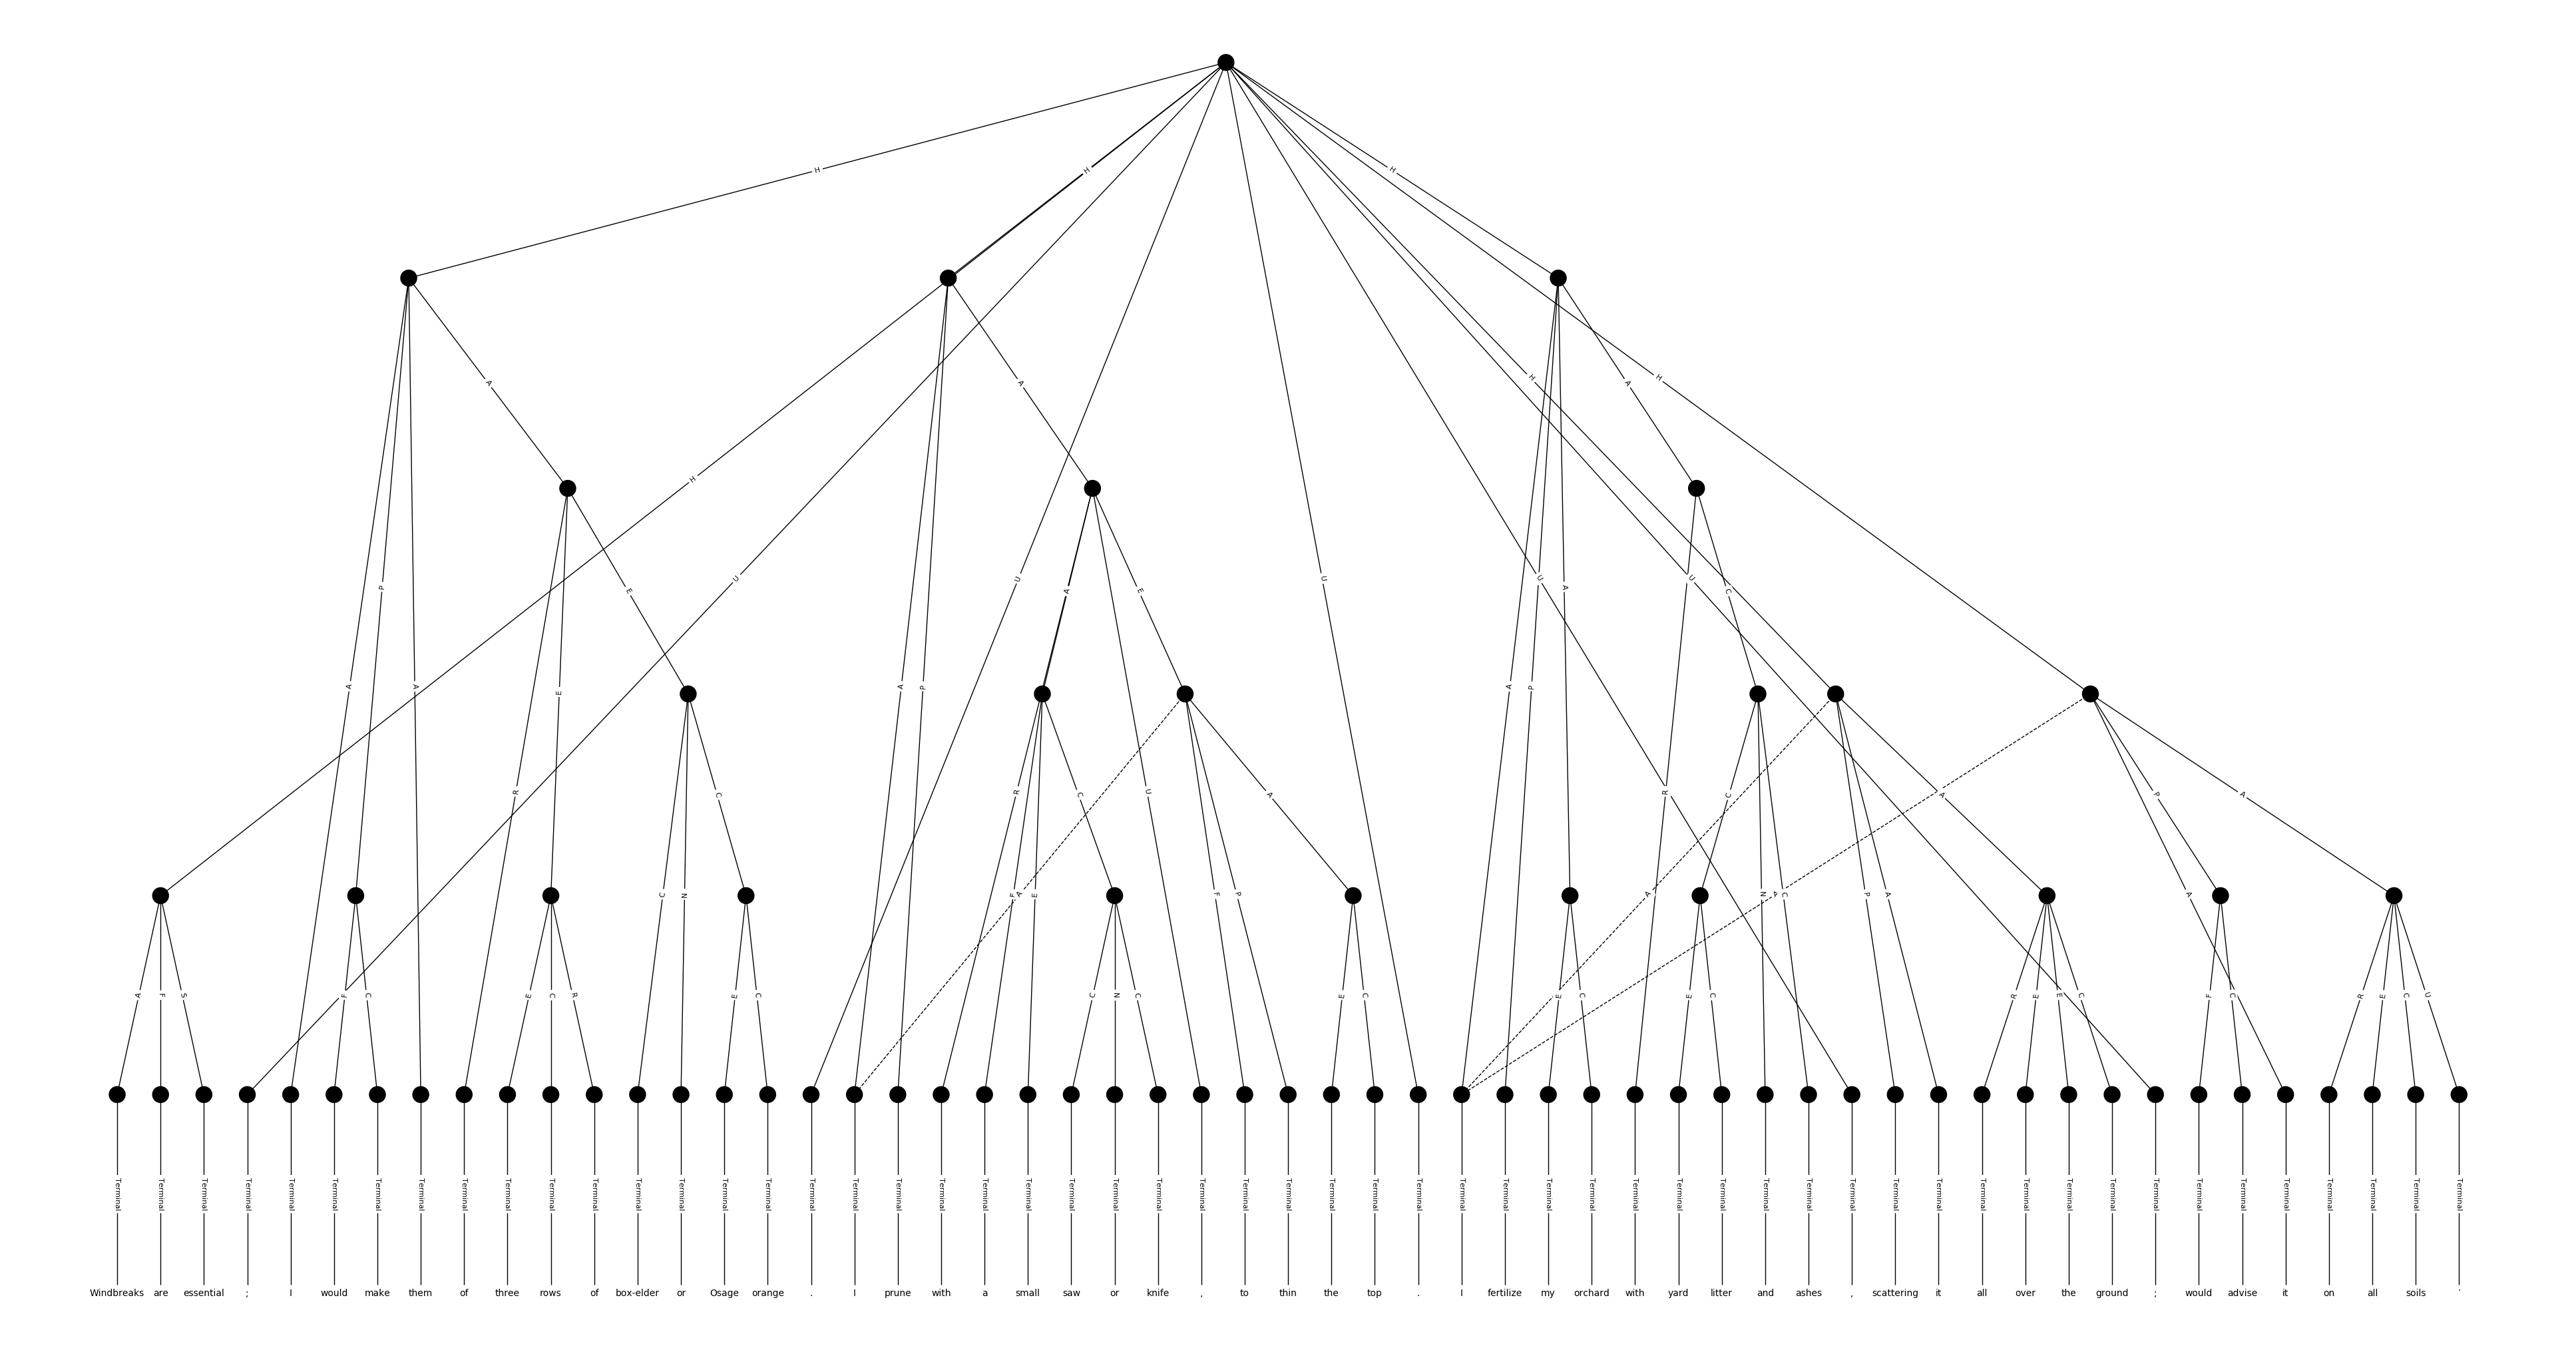 H H H
A A A H H
H
P E U U U U U A E A E C
A A E A P A P
R C R C U A R C A P A
C N F A E F P A N A C P A A
A F S F C E C R E C C N C E C E C E C R E E C F C R E C U
Terminal Terminal Terminal Terminal Terminal Terminal Terminal Terminal Terminal Terminal Terminal Terminal Terminal Terminal Terminal Terminal Terminal Terminal Terminal Terminal Terminal Terminal Terminal Terminal Terminal Terminal Terminal Terminal Terminal Terminal Terminal Terminal Terminal Terminal Terminal Terminal Terminal Terminal Terminal Terminal Terminal Terminal Terminal Terminal Terminal Terminal Terminal Terminal Terminal Terminal Terminal Terminal Terminal Terminal Terminal
Windbreaks are essential ; I would make them of three rows of box-elder or Osage orange . I prune with a small saw or knife , to thin the top . I fertilize my orchard with yard litter and ashes , scattering it all over the ground ; would advise it on all soils '